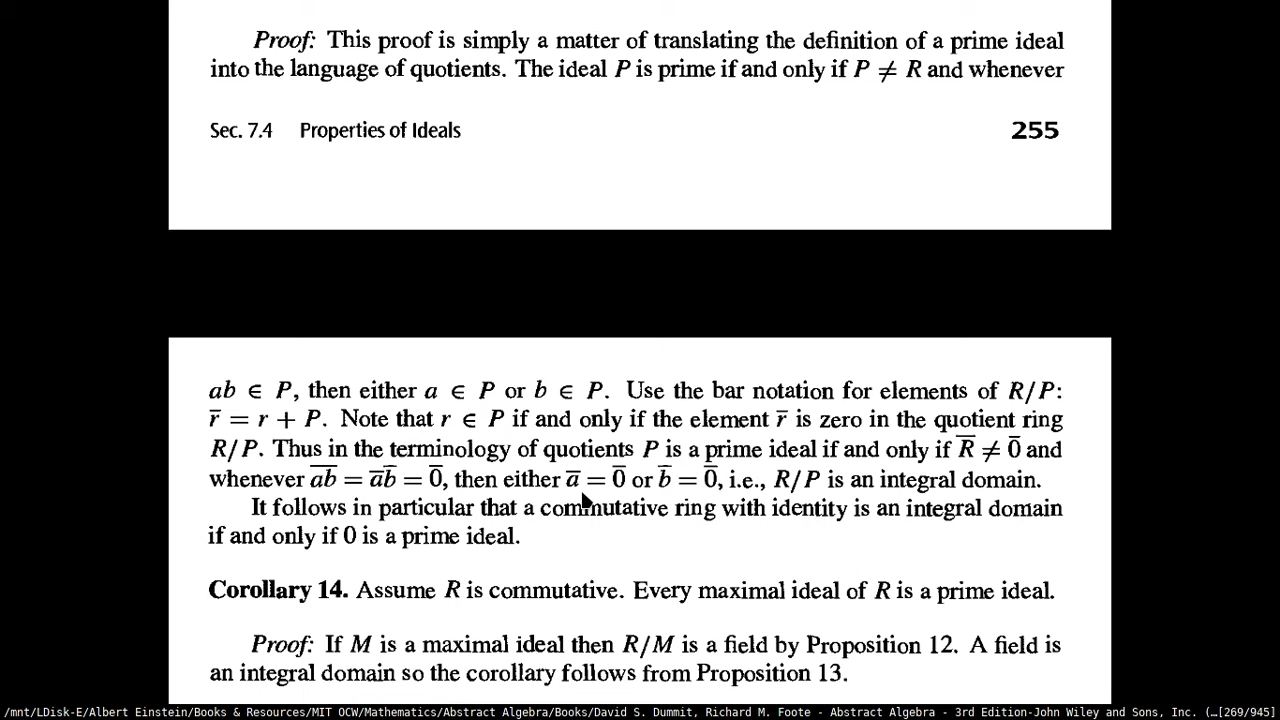 Proof: This proof is simply a matter of translating the definition of a prime ideal
into the language of quotients. The ideal P is prime if and only if P ≠ R and whenever
Sec. 7.4 Properties of Ideals 255
ab ∈ P, then either a ∈ P or b ∈ P. Use the bar notation for elements of R/P:
r̅ = r + P. Note that r ∈ P if and only if the element r̅ is zero in the quotient ring
R/P. Thus in the terminology of quotients P is a prime ideal if and only if R̅ ≠ 0̅ and
whenever a̅b̅ = a̅ b̅ = 0̅, then either a̅ = 0̅ or b̅ = 0̅, i.e., R/P is an integral domain.
It follows in particular that a commutative ring with identity is an integral domain
if and only if 0 is a prime ideal.
Corollary 14. Assume R is commutative. Every maximal ideal of R is a prime ideal.
Proof: If M is a maximal ideal then R/M is a field by Proposition 12. A field is
an integral domain so the corollary follows from Proposition 13.
/mnt/LDisk-E/Albert Einstein/Books & Resources/MIT OCW/Mathematics/Abstract Algebra/Books/David S. Dummit, Richard M. Foote - Abstract Algebra - 3rd Edition-John Wiley and Sons, Inc. (…[269/945]